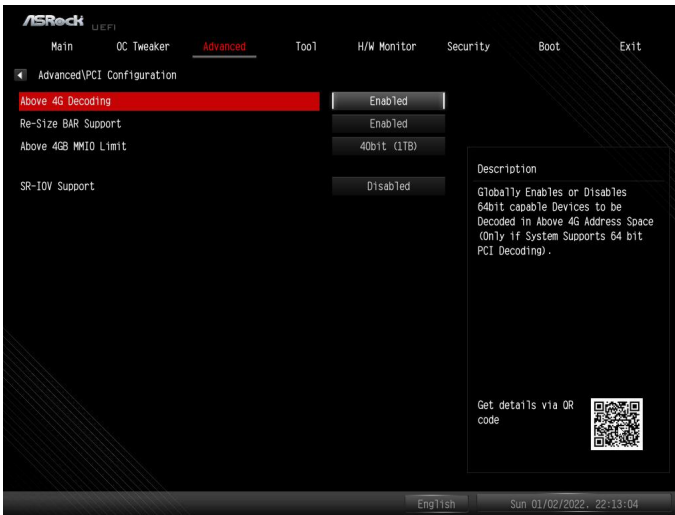 ASRock UEFI
Main OC Tweaker Advanced Tool H/W Monitor Security Boot Exit
Advanced\PCI Configuration
Above 4G Decoding Enabled
Re-Size BAR Support Enabled
Above 4GB MMIO Limit 40bit (1TB)
SR-IOV Support Disabled
Description
Globally Enables or Disables
64bit capable Devices to be
Decoded in Above 4G Address Space
(Only if System Supports 64 bit
PCI Decoding).
Get details via QR
code
English Sun 01/02/2022. 22:13:04